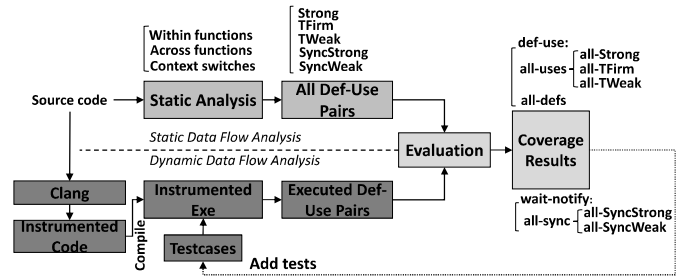 Within functions
Across functions
Context switches
Strong
TFirm
TWeak
SyncStrong
SyncWeak
def-use:
all-uses
all-Strong
all-TFirm
all-TWeak
all-defs
Source code
Static Analysis
All Def-Use
Pairs
Static Data Flow Analysis
Dynamic Data Flow Analysis
Evaluation
Coverage
Results
Clang
Instrumented
Code
Compile
Instrumented
Exe
Executed Def-
Use Pairs
Testcases
Add tests
wait-notify:
all-sync
all-SyncStrong
all-SyncWeak